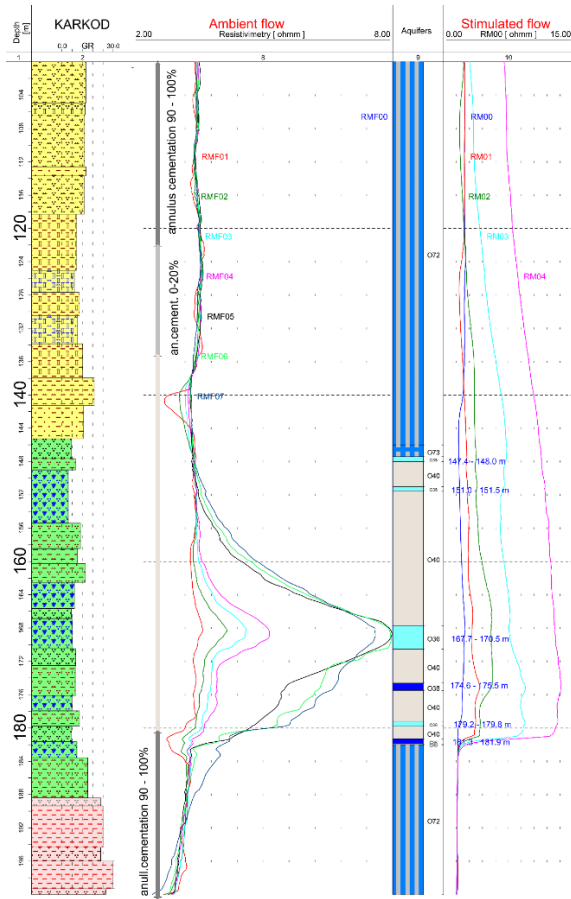 KARKOD
Ambient flow
Stimulated flow
Depth
[m]
0.0
30.0
GR
2.00
Resistivimetry [ ohmm ]
8.00
Aquifers
0.00
RM00 [ ohmm ]
15.00
1
2
8
9
10
104
108
112
116
120
124
128
132
136
140
144
148
152
156
160
164
168
172
176
180
184
188
192
196
annulus cementation 90 - 100%
an.cement. 0-20%
anull.cementation 90 - 100%
RMF00
RMF01
RMF02
RMF03
RMF04
RMF05
RMF06
RMF07
RM00
RM01
RM02
RM03
RM04
O72
O73
147.4 - 148.0 m
O40
151.0 - 151.5 m
O40
167.7 - 170.5 m
O40
174.6 - 175.5 m
O40
179.2 - 179.8 m
O40
O72